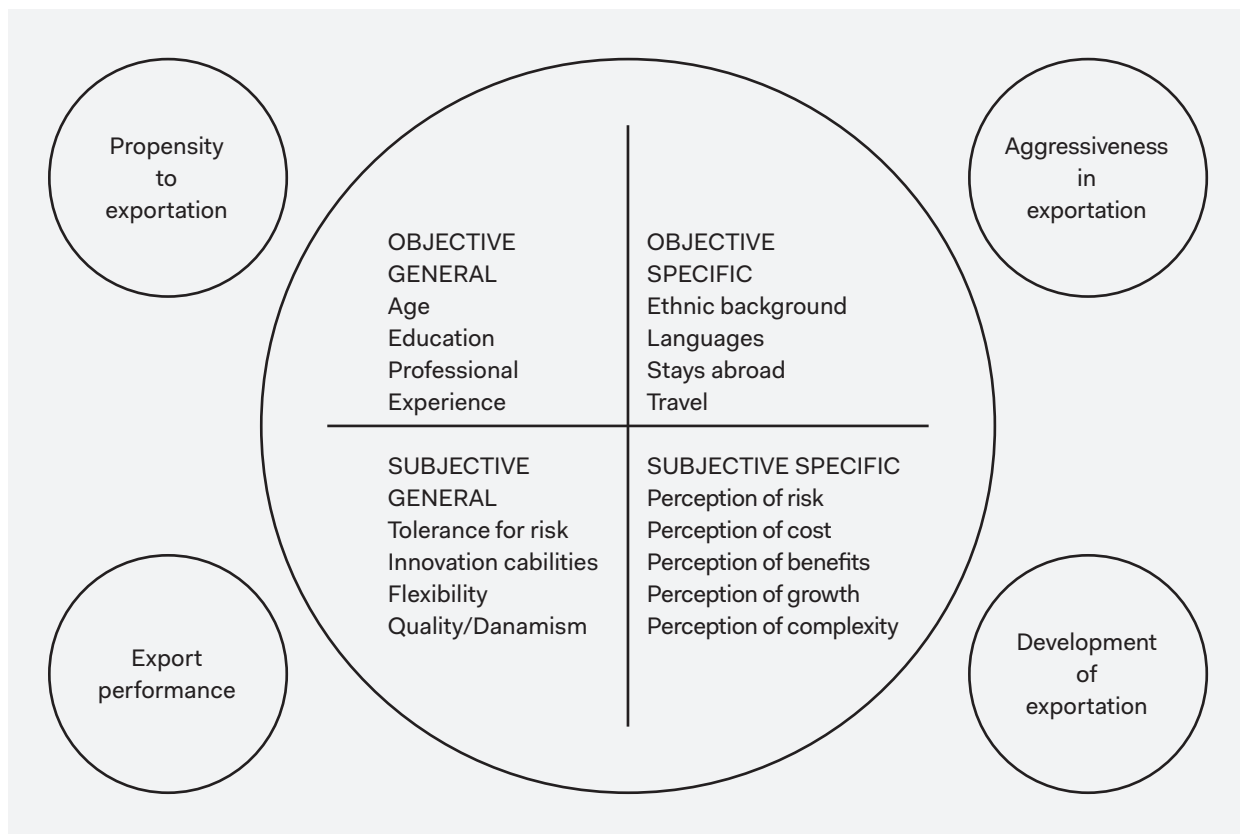 Propensity
to
exportation
Aggressiveness
in
exportation
OBJECTIVE
GENERAL
Age
Education
Professional
Experience
OBJECTIVE
SPECIFIC
Ethnic background
Languages
Stays abroad
Travel
SUBJECTIVE
GENERAL
Tolerance for risk
Innovation cabilities
Flexibility
Quality/Danamism
SUBJECTIVE SPECIFIC
Perception of risk
Perception of cost
Perception of benefits
Perception of growth
Perception of complexity
Export
performance
Development
of
exportation